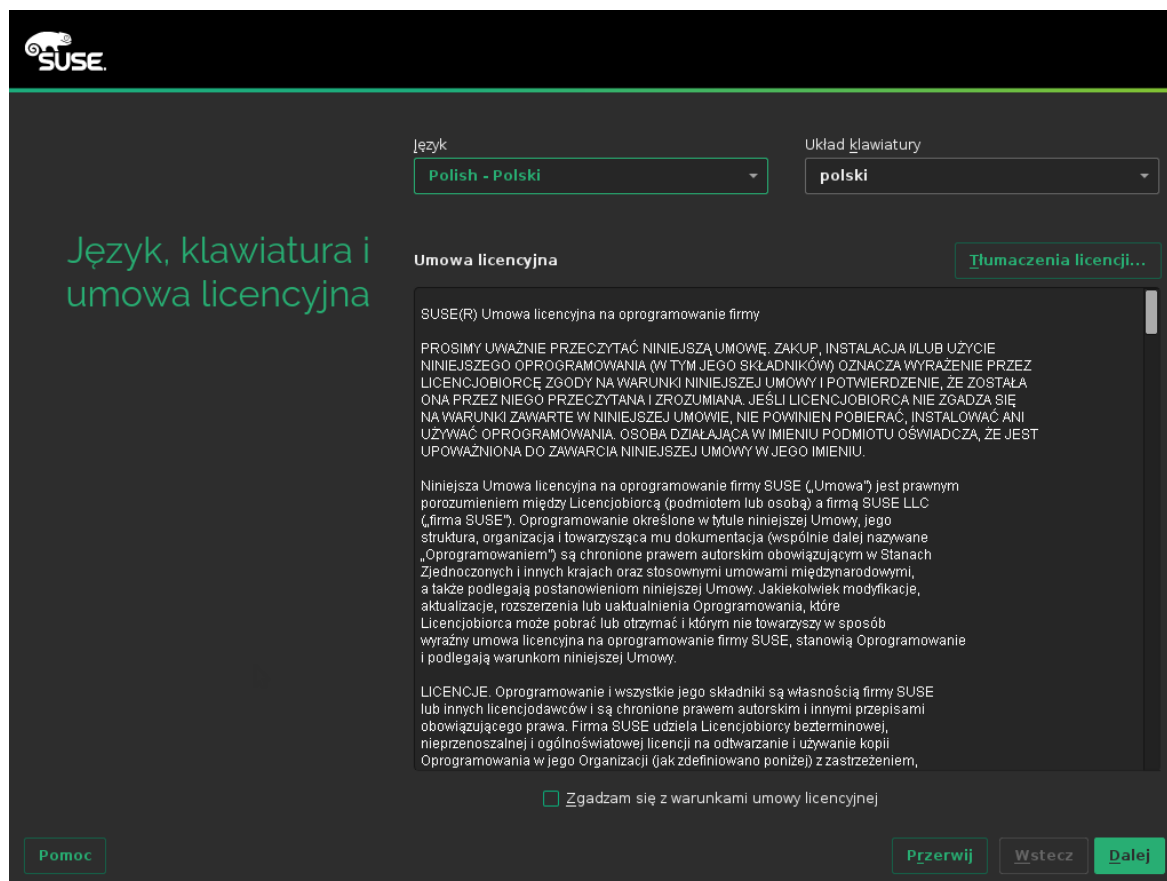 SUSE.
Język
Układ klawiatury
Polish - Polski
polski
Język, klawiatura i
umowa licencyjna
Umowa licencyjna
Tłumaczenia licencji...
SUSE(R) Umowa licencyjna na oprogramowanie firmy
PROSIMY UWAŻNIE PRZECZYTAĆ NINIEJSZĄ UMOWĘ. ZAKUP, INSTALACJA I/LUB UŻYCIE
NINIEJSZEGO OPROGRAMOWANIA (W TYM JEGO SKŁADNIKÓW) OZNACZA WYRAŻENIE PRZEZ
LICENCJOBIORCĘ ZGODY NA WARUNKI NINIEJSZEJ UMOWY I POTWIERDZENIE, ŻE ZOSTAŁA
ONA PRZEZ NIEGO PRZECZYTANA I ZROZUMIANA. JEŚLI LICENCJOBIORCA NIE ZGADZA SIĘ
NA WARUNKI ZAWARTE W NINIEJSZEJ UMOWIE, NIE POWINIEN POBIERAĆ, INSTALOWAĆ ANI
UŻYWAĆ OPROGRAMOWANIA. OSOBA DZIAŁAJĄCA W IMIENIU PODMIOTU OŚWIADCZA, ŻE JEST
UPOWAŻNIONA DO ZAWARCIA NINIEJSZEJ UMOWY W JEGO IMIENIU.
Niniejsza Umowa licencyjna na oprogramowanie firmy SUSE („Umowa”) jest prawnym
porozumieniem między Licencjobiorcą (podmiotem lub osobą) a firmą SUSE LLC
(„firma SUSE”). Oprogramowanie określone w tytule niniejszej Umowy, jego
struktura, organizacja i towarzysząca mu dokumentacja (wspólnie dalej nazywane
„Oprogramowaniem”) są chronione prawem autorskim obowiązującym w Stanach
Zjednoczonych i innych krajach oraz stosownymi umowami międzynarodowymi,
a także podlegają postanowieniom niniejszej Umowy. Jakiekolwiek modyfikacje,
aktualizacje, rozszerzenia lub uaktualnienia Oprogramowania, które
Licencjobiorca może pobrać lub otrzymać i którym nie towarzyszy w sposób
wyraźny umowa licencyjna na oprogramowanie firmy SUSE, stanowią Oprogramowanie
i podlegają warunkom niniejszej Umowy.
LICENCJE. Oprogramowanie i wszystkie jego składniki są własnością firmy SUSE
lub innych licencjodawców i są chronione prawem autorskim i innymi przepisami
obowiązującego prawa. Firma SUSE udziela Licencjobiorcy bezterminowej,
nieprzenoszalnej i ogólnoświatowej licencji na odtwarzanie i używanie kopii
Oprogramowania w jego Organizacji (jak zdefiniowano poniżej) z zastrzeżeniem,
Zgadzam się z warunkami umowy licencyjnej
Pomoc
Przerwij
Wstecz
Dalej